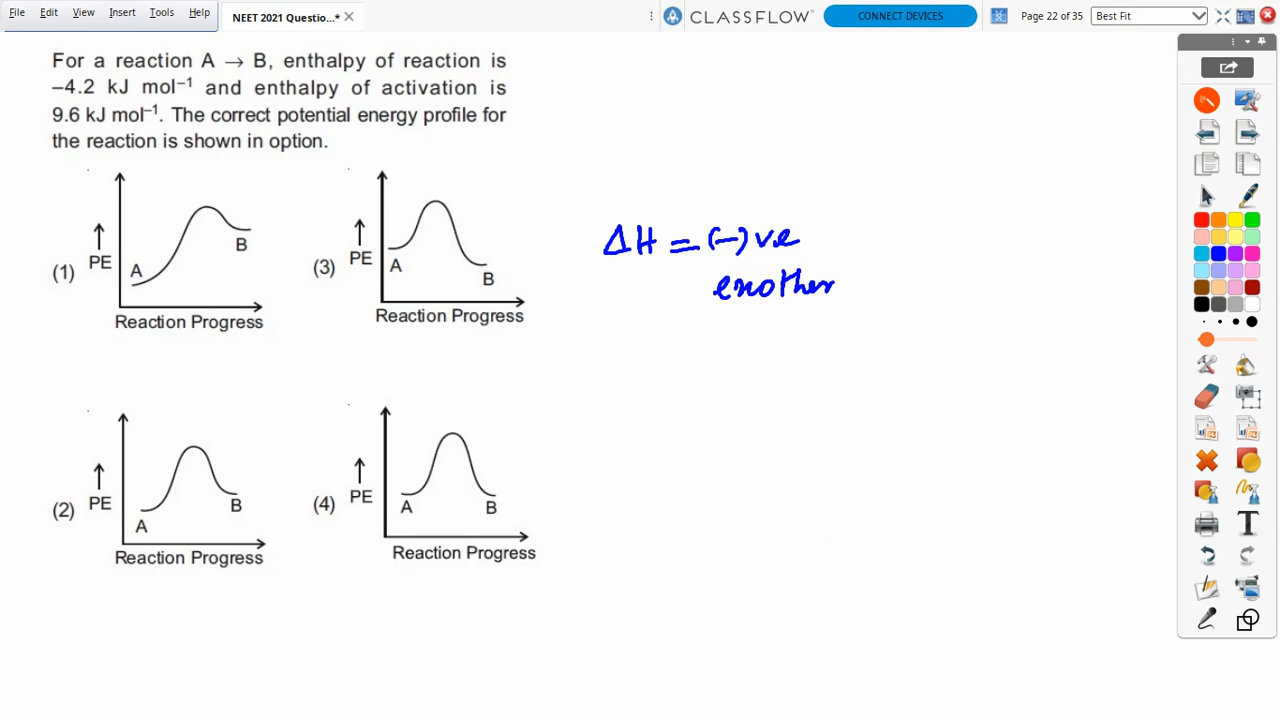 File Edit View Insert Tools Help
NEET 2021 Questio...*
CLASSFLOW
CONNECT DEVICES
Page 22 of 35
Best Fit
For a reaction A → B, enthalpy of reaction is
–4.2 kJ mol⁻¹ and enthalpy of activation is
9.6 kJ mol⁻¹. The correct potential energy profile for
the reaction is shown in option.
(1) PE A B
Reaction Progress
(3) PE A B
Reaction Progress
ΔH = (–)ve
exother
(2) PE A B
Reaction Progress
(4) PE A B
Reaction Progress